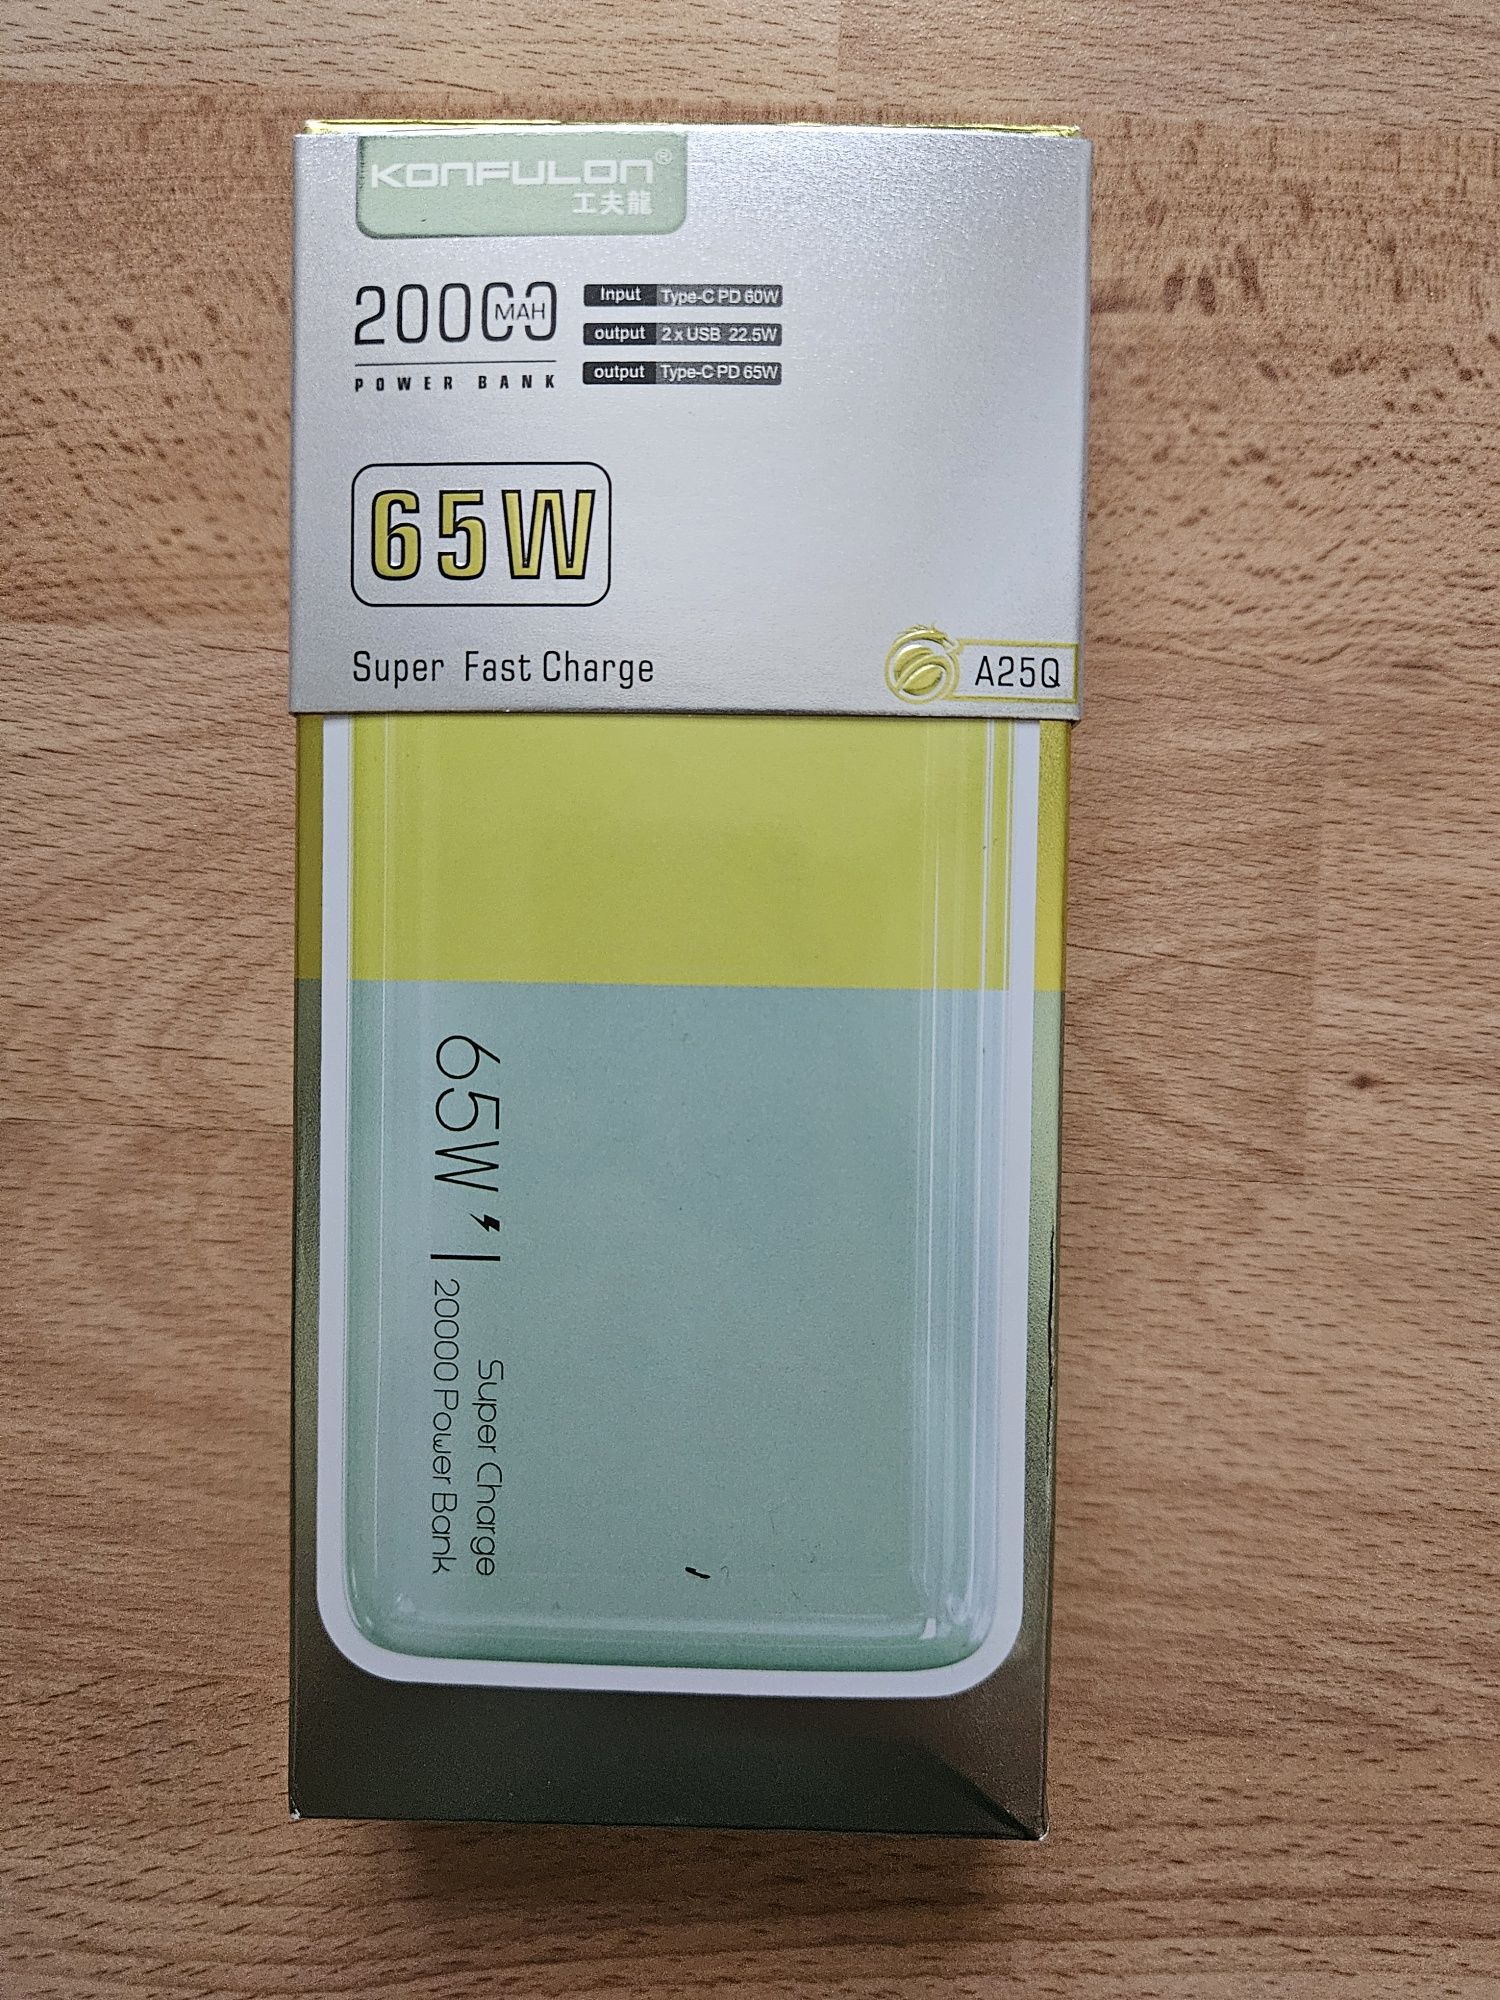 KONFULON®
工夫龍
20000 MAH
POWER BANK
Input Type-C PD 60W
output 2 x USB 22.5W
output Type-C PD 65W
65W
Super Fast Charge
A25Q
65W
Super Charge
20000 Power Bank